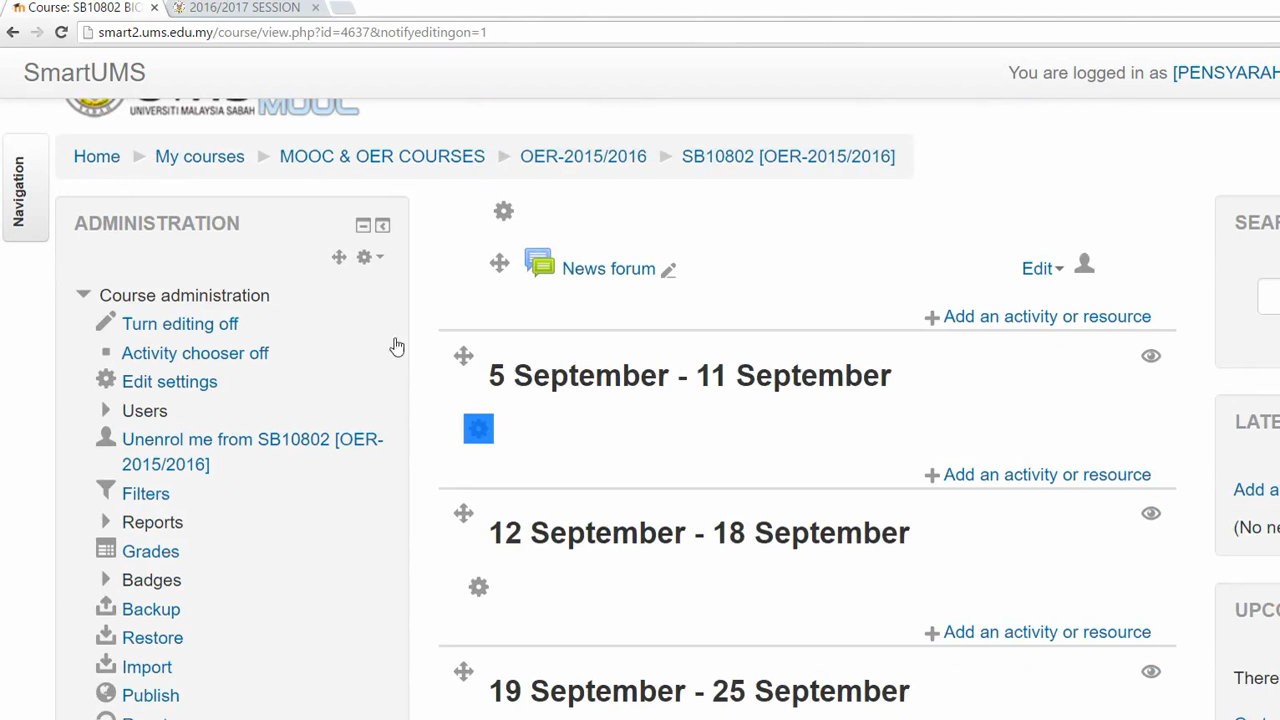 Course: SB10802 BIO
2016/2017 SESSION
smart2.ums.edu.my/course/view.php?id=4637&notifyeditingon=1
SmartUMS
You are logged in as [PENSYARAH
UNIVERSITI MALAYSIA SABAH MOOC
Navigation
Home My courses MOOC & OER COURSES OER-2015/2016 SB10802 [OER-2015/2016]
ADMINISTRATION
Course administration
Turn editing off
Activity chooser off
Edit settings
Users
Unenrol me from SB10802 [OER-
2015/2016]
Filters
Reports
Grades
Badges
Backup
Restore
Import
Publish
News forum
Edit
Add an activity or resource
5 September - 11 September
Add an activity or resource
12 September - 18 September
Add an activity or resource
19 September - 25 September
SEAR
LATE
Add a
(No ne
UPCO
There